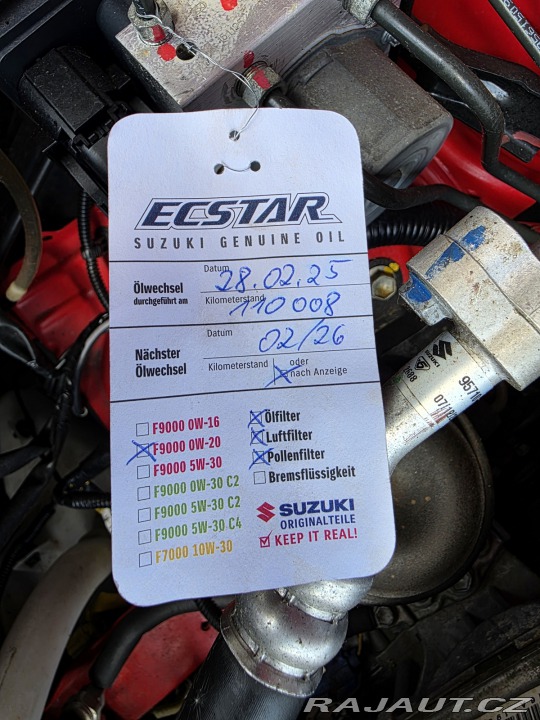 ECSTAR
SUZUKI GENUINE OIL
Ölwechsel
durchgeführt am
Datum
28.02.25
Kilometerstand
110008
Nächster
Ölwechsel
Datum
02/26
Kilometerstand
oder
nach Anzeige
F9000 0W-16
F9000 0W-20
F9000 5W-30
F9000 0W-30 C2
F9000 5W-30 C2
F9000 5W-30 C4
F7000 10W-30
Ölfilter
Luftfilter
Pollenfilter
Bremsflüssigkeit
SUZUKI
ORIGINALTEILE
KEEP IT REAL!
RAJAUT.CZ